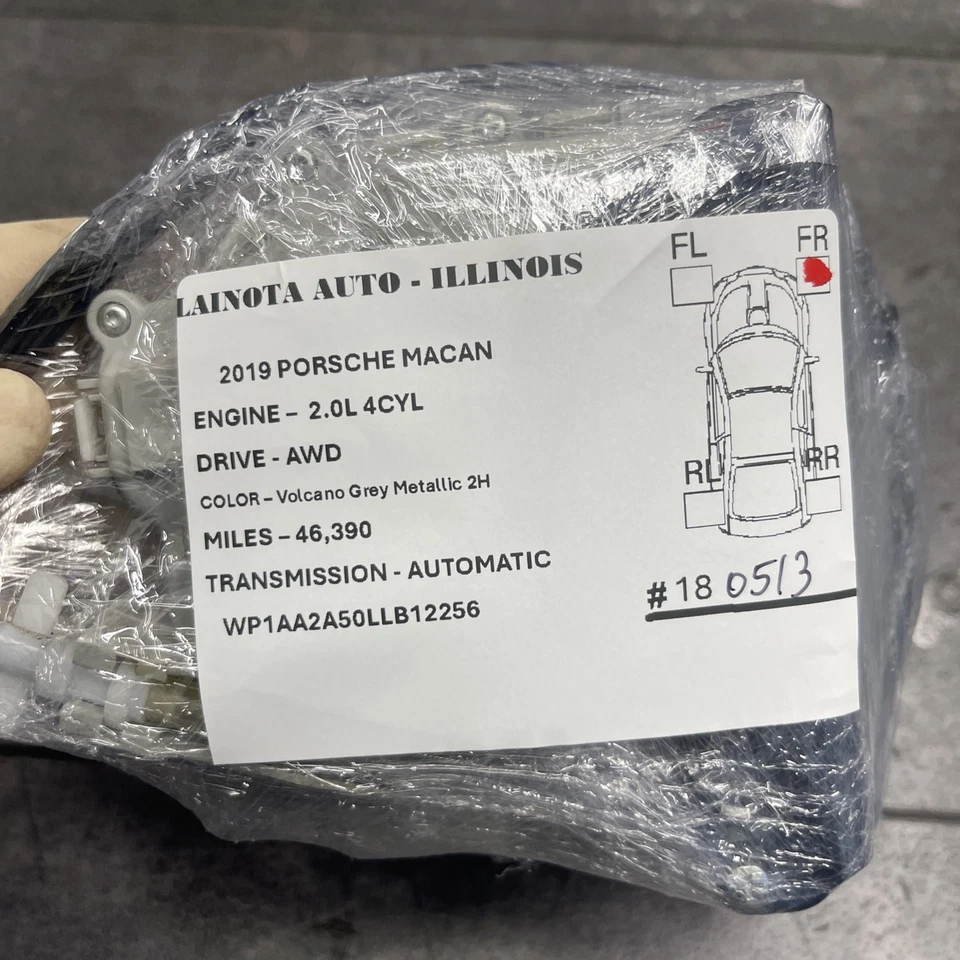 LAINOTA AUTO - ILLINOIS
FL FR
2019 PORSCHE MACAN
ENGINE – 2.0L 4CYL
DRIVE - AWD
COLOR – Volcano Grey Metallic 2H
RL RR
MILES – 46,390
TRANSMISSION - AUTOMATIC
# 18 0513
WP1AA2A50LLB12256